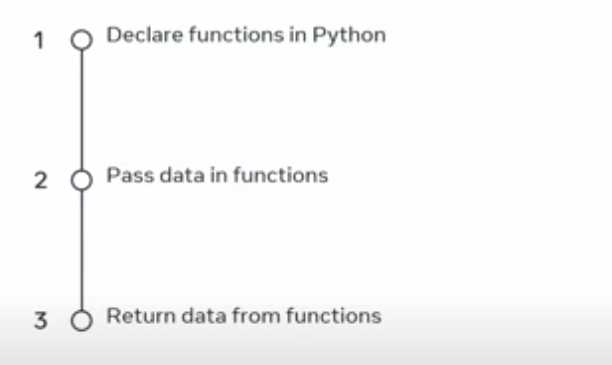 1 Declare functions in Python
2 Pass data in functions
3 Return data from functions